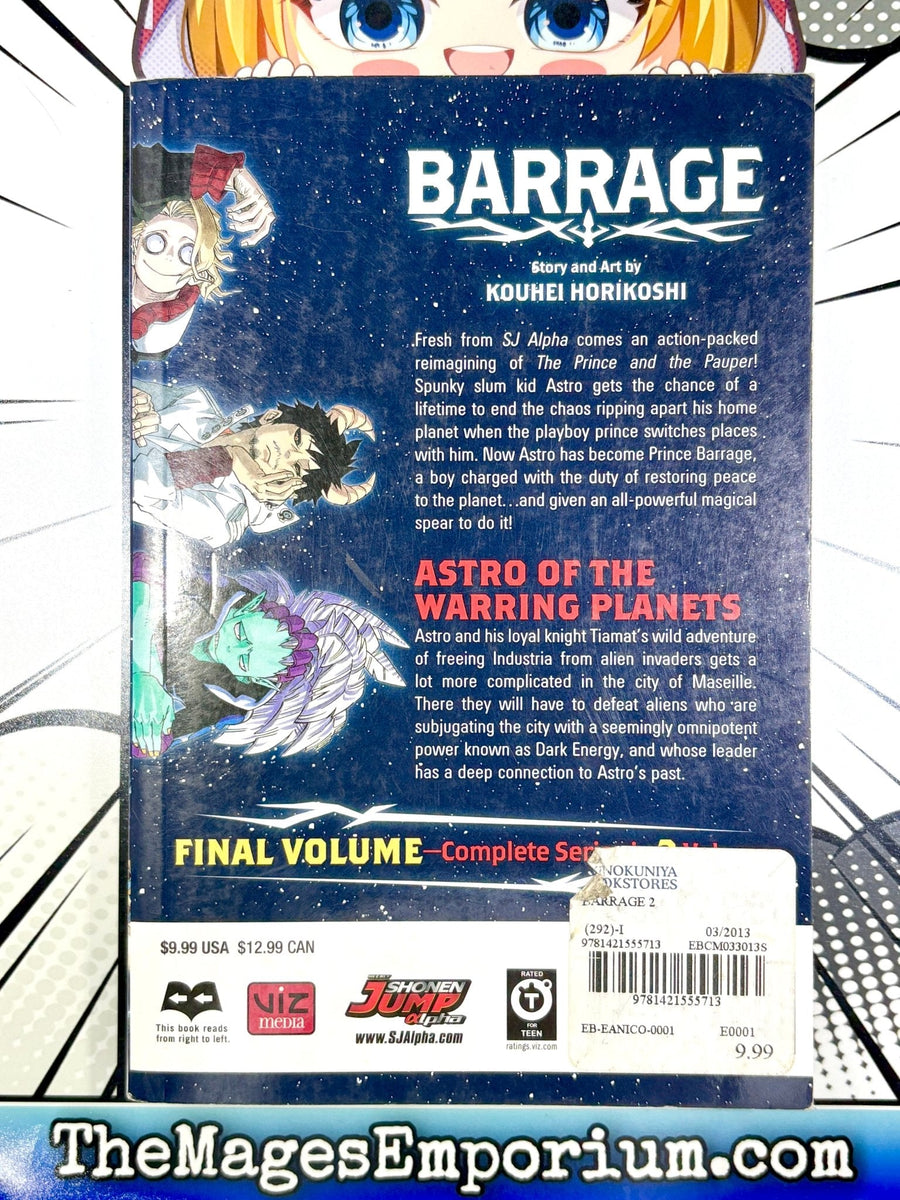 BARRAGE
Story and Art by
KOUHEI HORIKOSHI
Fresh from SJ Alpha comes an action-packed
reimagining of The Prince and the Pauper!
Spunky slum kid Astro gets the chance of a
lifetime to end the chaos ripping apart his home
planet when the playboy prince switches places
with him. Now Astro has become Prince Barrage,
a boy charged with the duty of restoring peace
to the planet...and given an all-powerful magical
spear to do it!
ASTRO OF THE
WARRING PLANETS
Astro and his loyal knight Tiamat's wild adventure
of freeing Industria from alien invaders gets a
lot more complicated in the city of Maseille.
There they will have to defeat aliens who are
subjugating the city with a seemingly omnipotent
power known as Dark Energy, and whose leader
has a deep connection to Astro's past.
FINAL VOLUME—Complete
NOKUNIYA
OKSTORES
BARRAGE 2
(292)-I 03/2013
9781421555713 EBCM033013S
9781421555713
EB-EANICO-0001 E0001
9.99
$9.99 USA $12.99 CAN
This book reads
from right to left.
VIZ
MEDIA
SHONEN
JUMP
alpha
www.SJAlpha.com
RATED
T
FOR
TEEN
ratings.viz.com
TheMagesEmporium.com